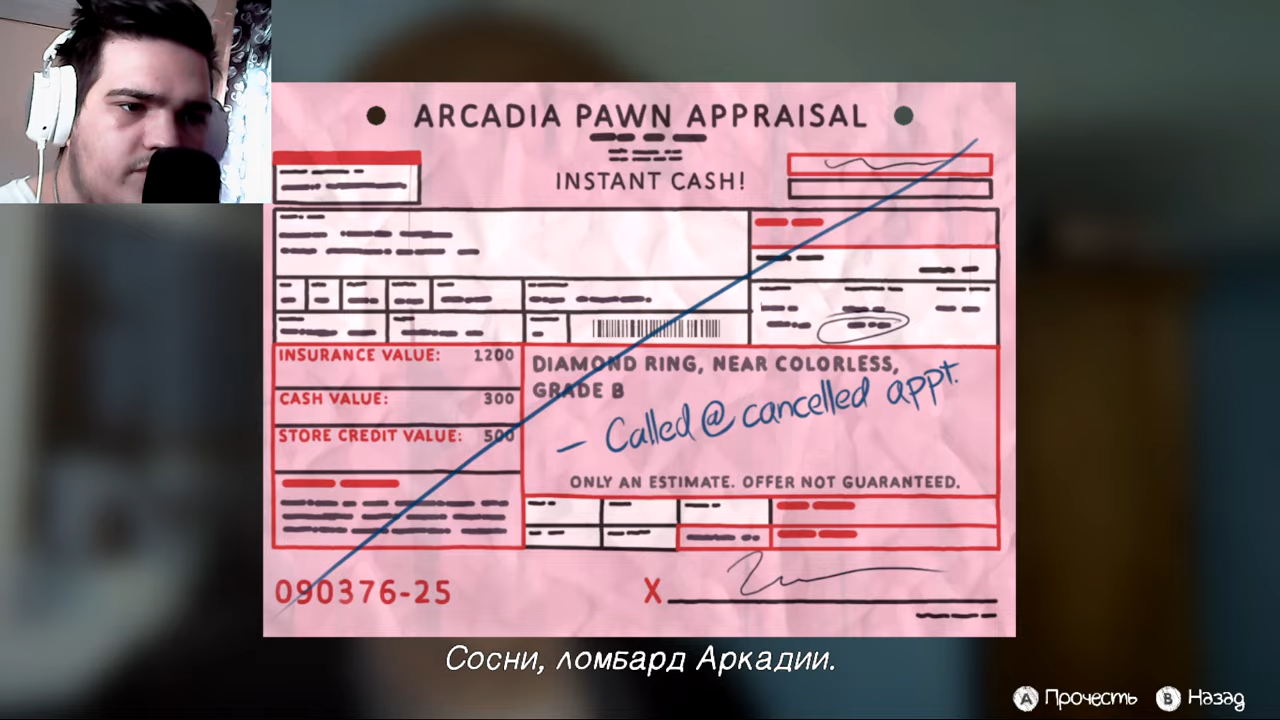 ARCADIA PAWN APPRAISAL
INSTANT CASH!
INSURANCE VALUE: 1200
CASH VALUE: 300
STORE CREDIT VALUE: 500
DIAMOND RING, NEAR COLORLESS,
GRADE B
– Called @ cancelled appt.
ONLY AN ESTIMATE. OFFER NOT GUARANTEED.
090376-25
X
Сосни, ломбард Аркадии.
A Прочесть B Назад